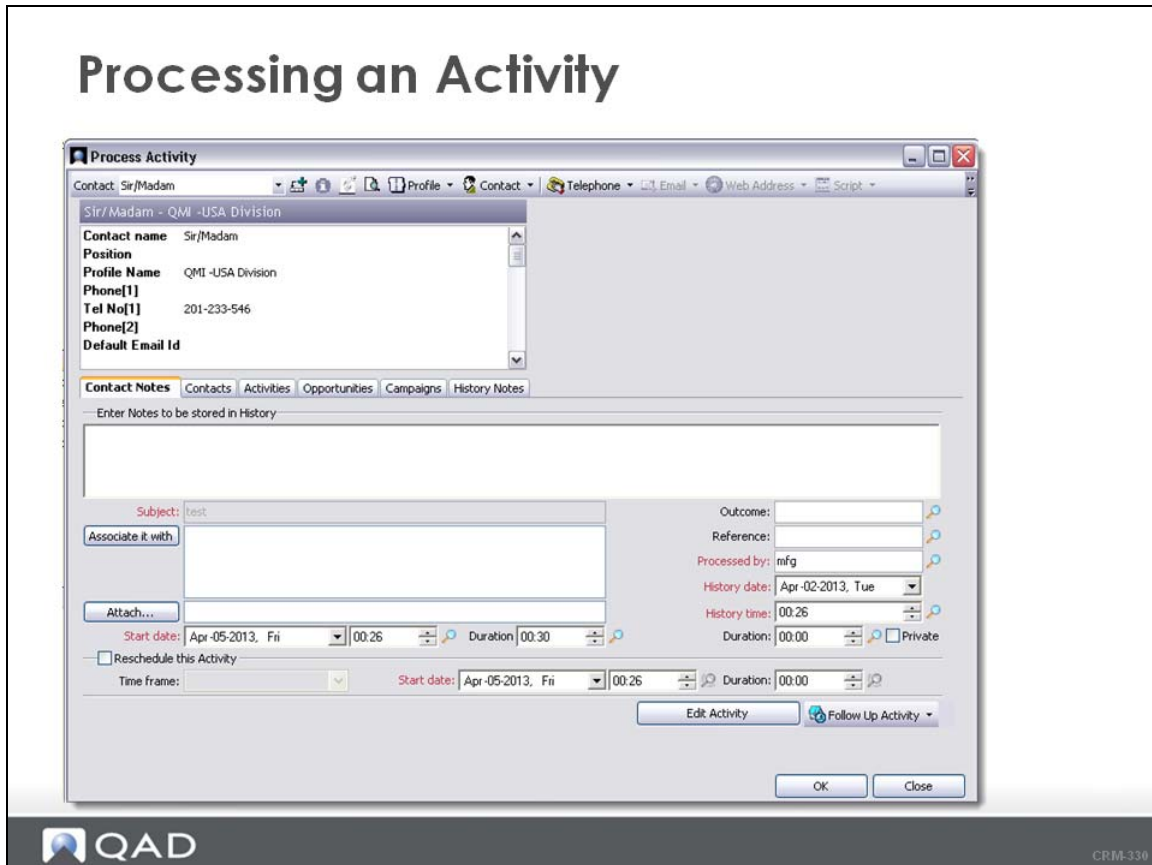 Processing an Activity
Process Activity
Contact Sir/Madam Profile Contact Telephone Email Web Address Script
Sir/Madam - QMI -USA Division
Contact name Sir/Madam
Position
Profile Name QMI -USA Division
Phone[1]
Tel No[1] 201-233-546
Phone[2]
Default Email Id
Contact Notes Contacts Activities Opportunities Campaigns History Notes
Enter Notes to be stored in History
Subject: test Outcome:
Associate it with Reference:
Processed by: mfg
History date: Apr-02-2013, Tue
Attach... History time: 00:26
Start date: Apr-05-2013, Fri 00:26 Duration 00:30 Duration: 00:00 Private
Reschedule this Activity
Time frame: Start date: Apr-05-2013, Fri 00:26 Duration: 00:00
Edit Activity Follow Up Activity
OK Close
QAD CRM-330